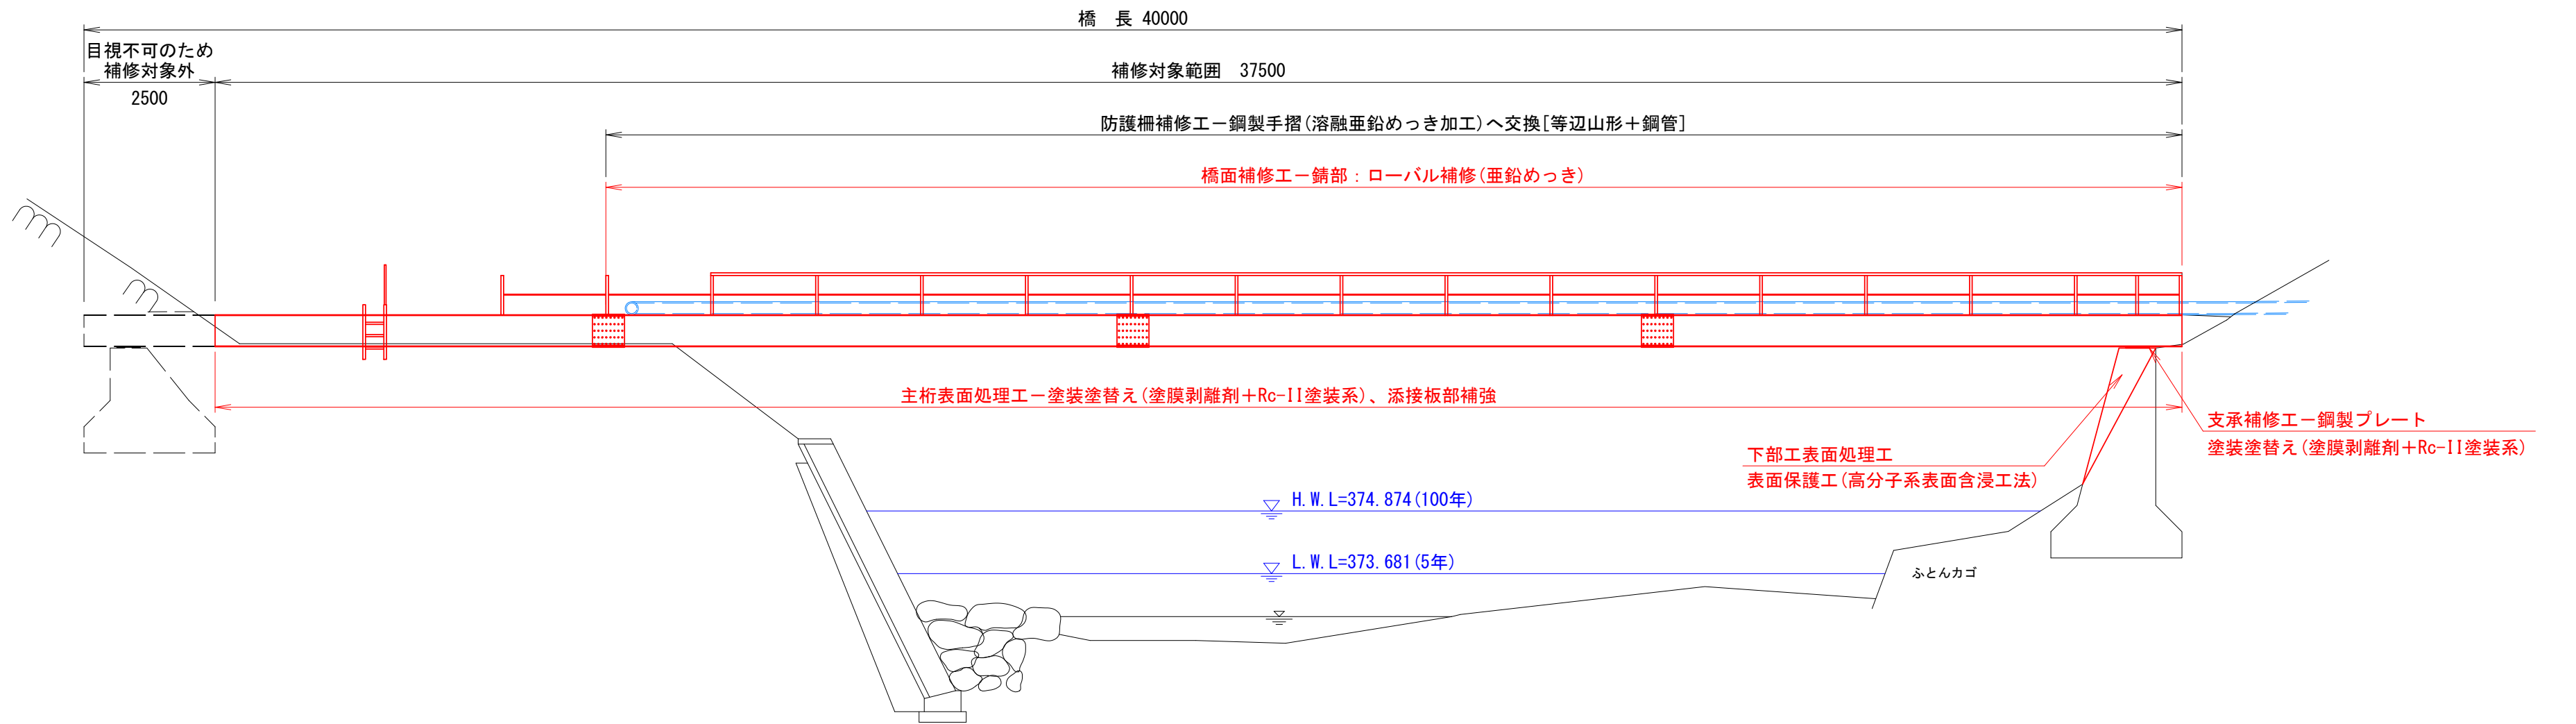 橋　長 40000
目視不可のため
補修対象外
2500
補修対象範囲　37500
防護柵補修工ー鋼製手摺(溶融亜鉛めっき加工)へ交換[等辺山形＋鋼管]
橋面補修工ー錆部：ローバル補修(亜鉛めっき)
主桁表面処理工ー塗装塗替え(塗膜剥離剤＋Rc-II塗装系)、添接板部補強
支承補修工ー鋼製プレート
塗装塗替え(塗膜剥離剤＋Rc-II塗装系)
下部工表面処理工
表面保護工(高分子系表面含浸工法)
H.W.L=374.874(100年)
L.W.L=373.681(5年)
ふとんカゴ